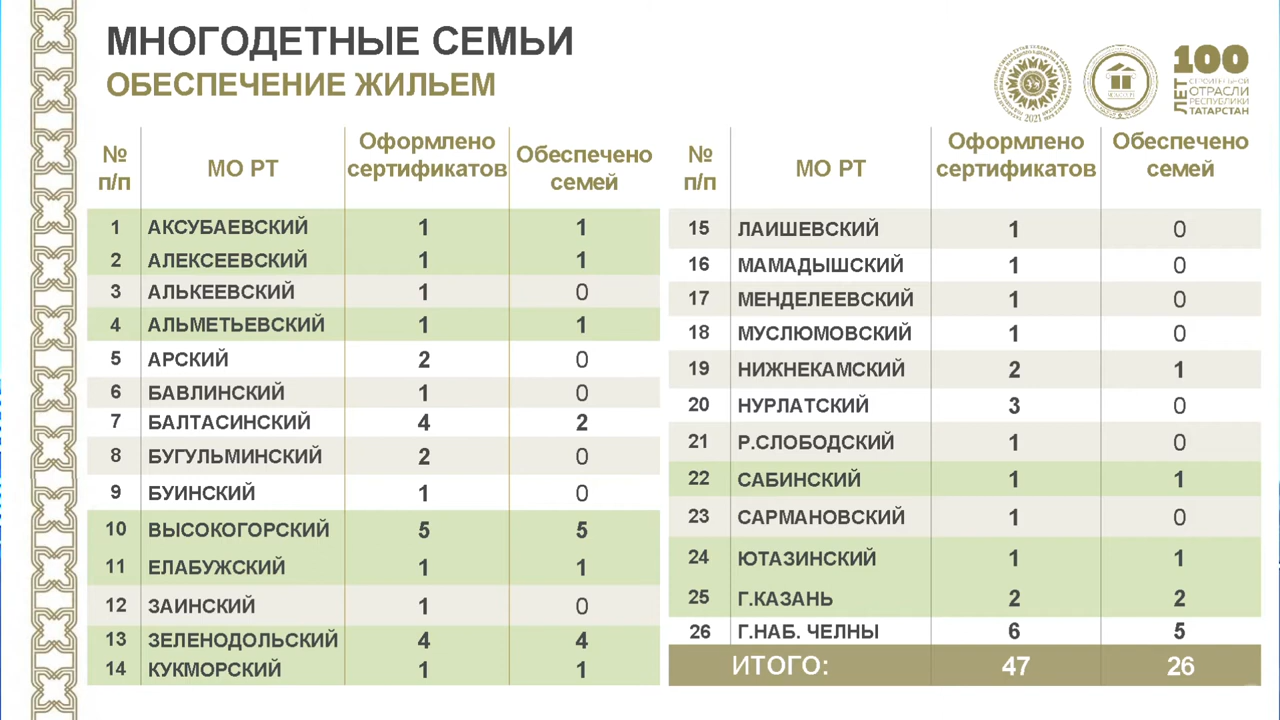 МНОГОДЕТНЫЕ СЕМЬИ
ОБЕСПЕЧЕНИЕ ЖИЛЬЕМ
2021
100
ЛЕТ
СТРОИТЕЛЬНОЙ
ОТРАСЛИ
РЕСПУБЛИКИ
ТАТАРСТАН
№ п/п МО РТ Оформлено сертификатов Обеспечено семей
1 АКСУБАЕВСКИЙ 1 1
2 АЛЕКСЕЕВСКИЙ 1 1
3 АЛЬКЕЕВСКИЙ 1 0
4 АЛЬМЕТЬЕВСКИЙ 1 1
5 АРСКИЙ 2 0
6 БАВЛИНСКИЙ 1 0
7 БАЛТАСИНСКИЙ 4 2
8 БУГУЛЬМИНСКИЙ 2 0
9 БУИНСКИЙ 1 0
10 ВЫСОКОГОРСКИЙ 5 5
11 ЕЛАБУЖСКИЙ 1 1
12 ЗАИНСКИЙ 1 0
13 ЗЕЛЕНОДОЛЬСКИЙ 4 4
14 КУКМОРСКИЙ 1 1
№ п/п МО РТ Оформлено сертификатов Обеспечено семей
15 ЛАИШЕВСКИЙ 1 0
16 МАМАДЫШСКИЙ 1 0
17 МЕНДЕЛЕЕВСКИЙ 1 0
18 МУСЛЮМОВСКИЙ 1 0
19 НИЖНЕКАМСКИЙ 2 1
20 НУРЛАТСКИЙ 3 0
21 Р.СЛОБОДСКИЙ 1 0
22 САБИНСКИЙ 1 1
23 САРМАНОВСКИЙ 1 0
24 ЮТАЗИНСКИЙ 1 1
25 Г.КАЗАНЬ 2 2
26 Г.НАБ. ЧЕЛНЫ 6 5
ИТОГО: 47 26